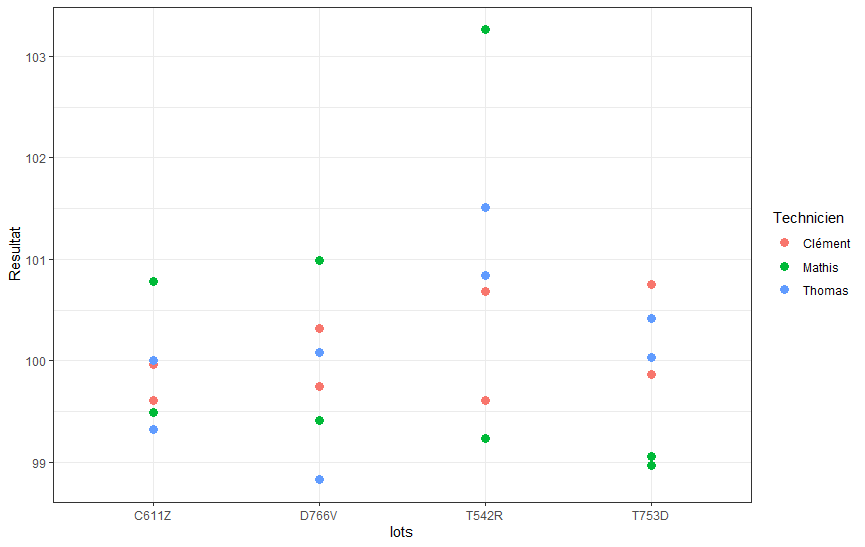 103
102
101
100
99
Resultat
C611Z D766V T542R T753D
lots
Technicien
Clément
Mathis
Thomas